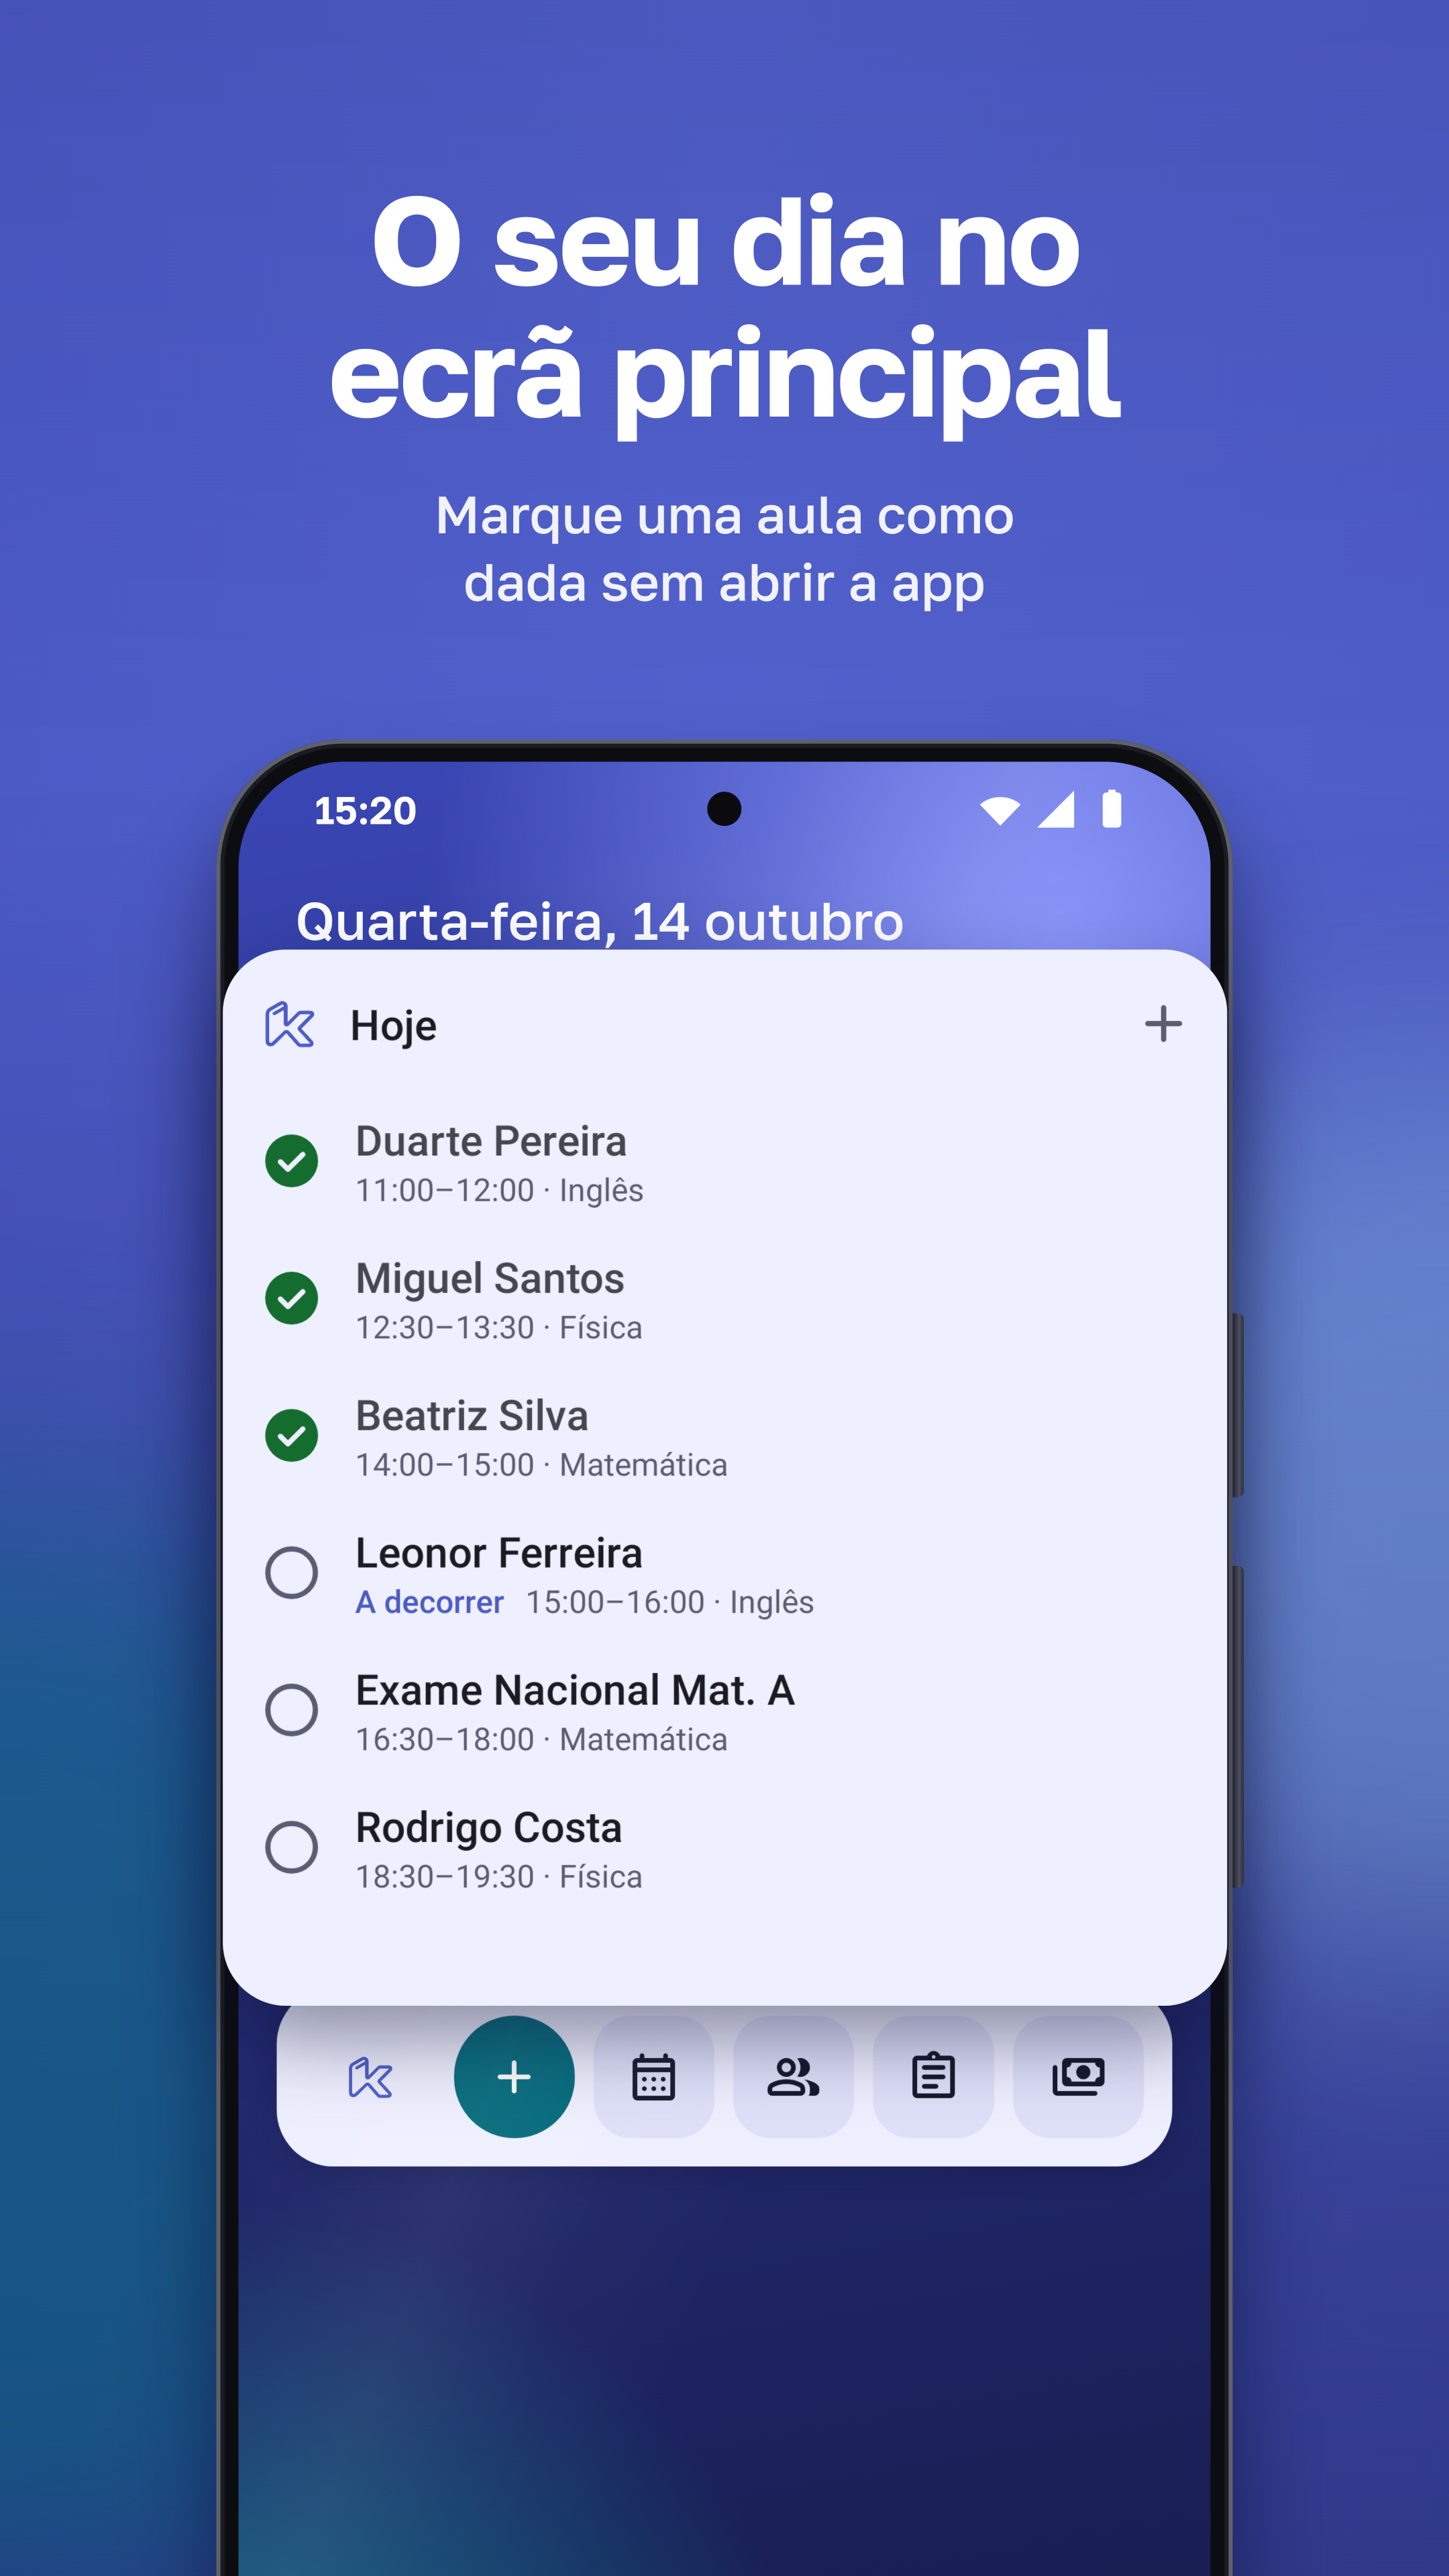 O seu dia no
ecrã principal
Marque uma aula como
dada sem abrir a app
15:20
Quarta-feira, 14 outubro
Hoje
Duarte Pereira
11:00–12:00 · Inglês
Miguel Santos
12:30–13:30 · Física
Beatriz Silva
14:00–15:00 · Matemática
Leonor Ferreira
A decorrer 15:00–16:00 · Inglês
Exame Nacional Mat. A
16:30–18:00 · Matemática
Rodrigo Costa
18:30–19:30 · Física